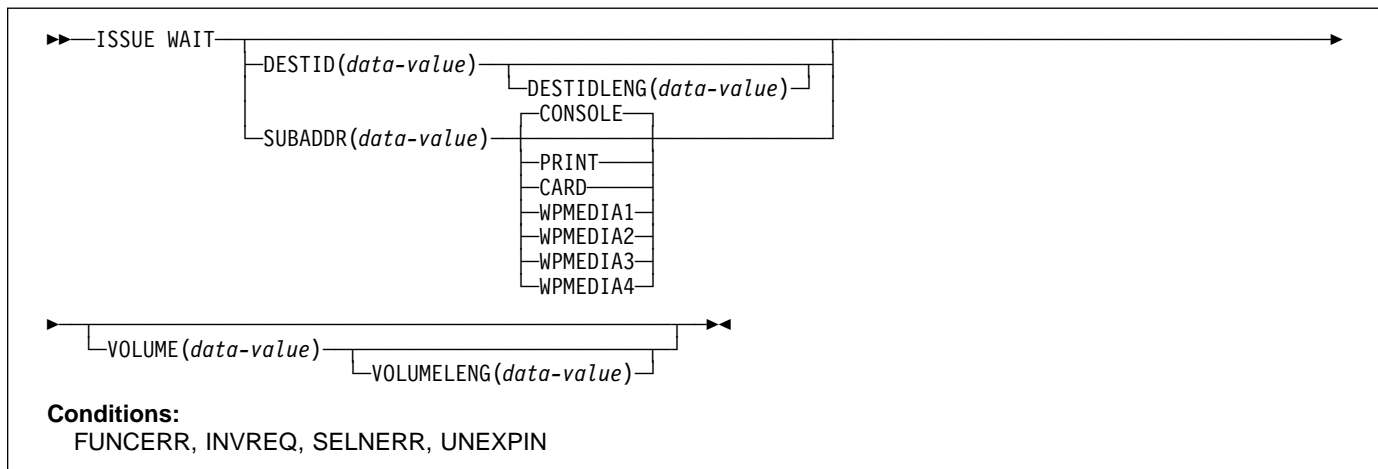 ISSUE WAIT
DESTID(data-value)
DESTIDLENG(data-value)
CONSOLE
SUBADDR(data-value)
PRINT
CARD
WPMEDIA1
WPMEDIA2
WPMEDIA3
WPMEDIA4
VOLUME(data-value)
VOLUMELENG(data-value)
Conditions:
FUNCERR, INVREQ, SELNERR, UNEXPIN